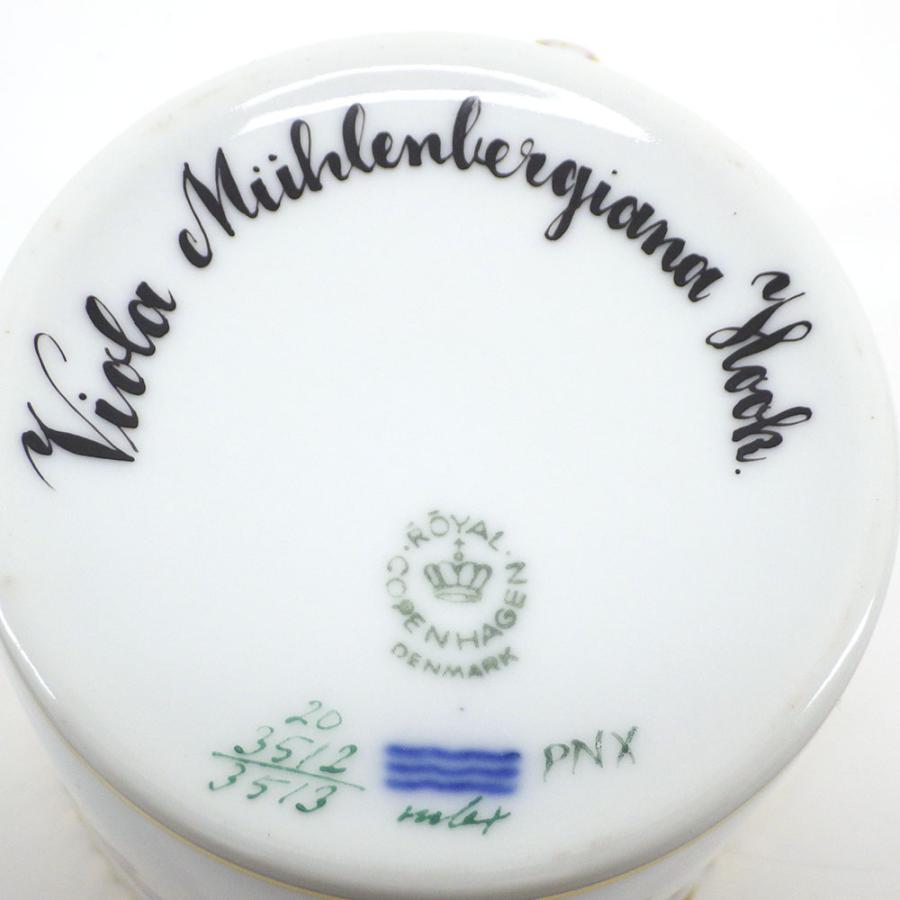 Viola Mühlenbergiana Hook.
ROYAL COPENHAGEN
DENMARK
20
3512
3513
PNX